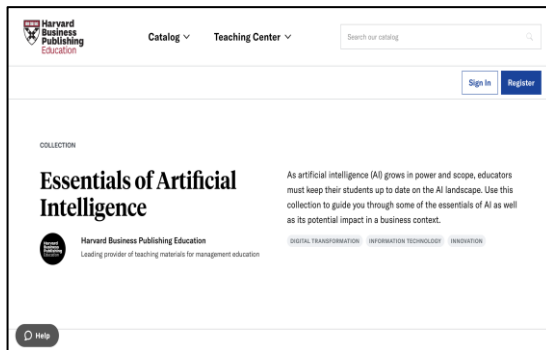 Harvard
Business
Publishing
Education
Catalog
Teaching Center
Search our catalog
Sign In
Register
COLLECTION
Essentials of Artificial
Intelligence
Harvard Business Publishing Education
Leading provider of teaching materials for management education
As artificial intelligence (AI) grows in power and scope, educators
must keep their students up to date on the AI landscape. Use this
collection to guide you through some of the essentials of AI as well
as its potential impact in a business context.
DIGITAL TRANSFORMATION
INFORMATION TECHNOLOGY
INNOVATION
Help